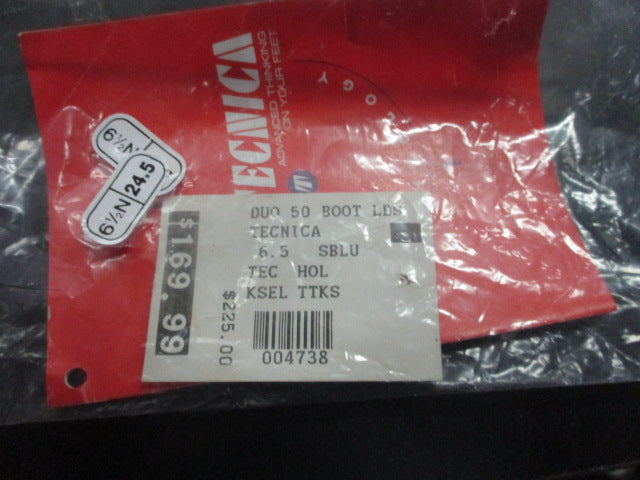 TECNICA
ADVANCED THINKING
ON YOUR FEET
OGY
6½N
6½N 24.5
DUO 50 BOOT LDS
TECNICA
6.5 SBLU
TEC HOL
KSEL TTKS
004738
$169.99
$225.00